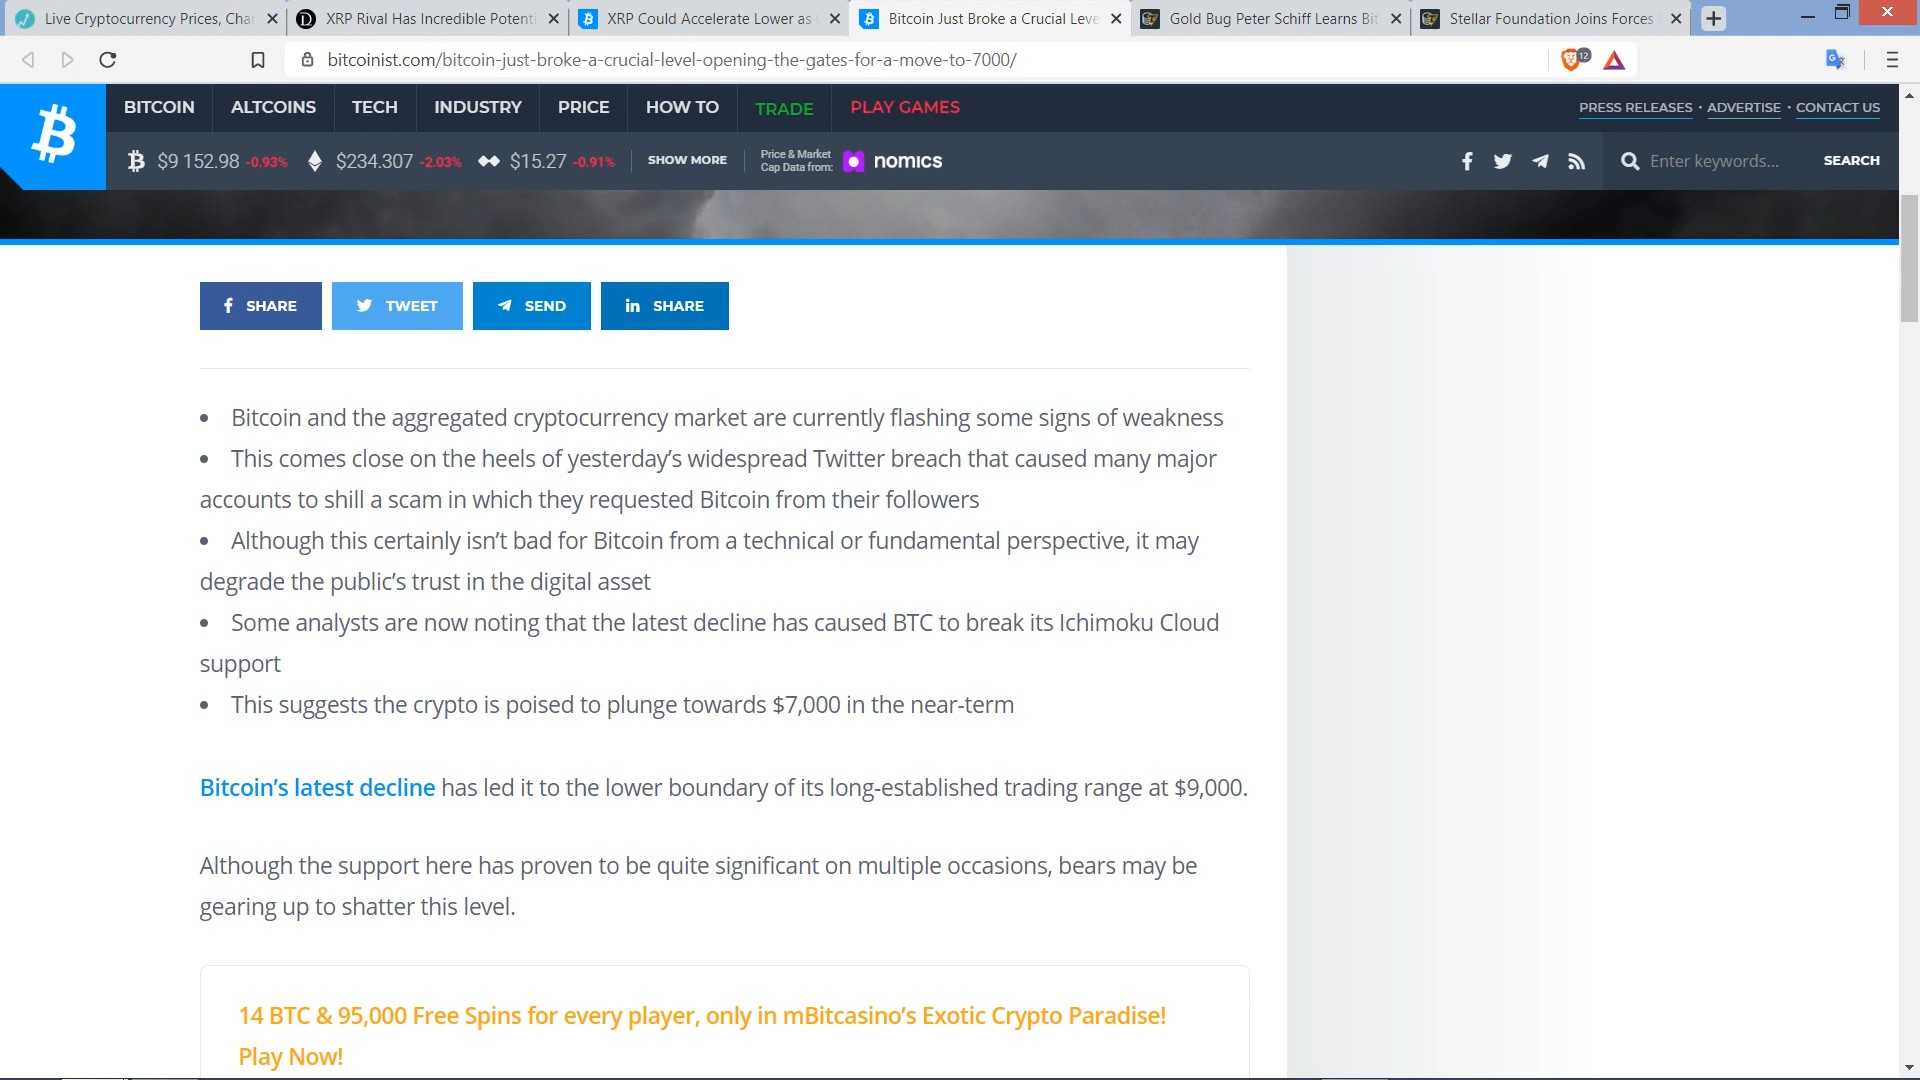 Live Cryptocurrency Prices, Char
XRP Rival Has Incredible Potenti
XRP Could Accelerate Lower as
Bitcoin Just Broke a Crucial Leve
Gold Bug Peter Schiff Learns Bit
Stellar Foundation Joins Forces
bitcoinist.com/bitcoin-just-broke-a-crucial-level-opening-the-gates-for-a-move-to-7000/
12
BITCOIN ALTCOINS TECH INDUSTRY PRICE HOW TO TRADE PLAY GAMES
PRESS RELEASES · ADVERTISE · CONTACT US
$9 152.98 -0.93% $234.307 -2.03% $15.27 -0.91% SHOW MORE
Price & Market
Cap Data from:
nomics
Enter keywords... SEARCH
SHARE TWEET SEND SHARE
• Bitcoin and the aggregated cryptocurrency market are currently flashing some signs of weakness
• This comes close on the heels of yesterday’s widespread Twitter breach that caused many major
accounts to shill a scam in which they requested Bitcoin from their followers
• Although this certainly isn’t bad for Bitcoin from a technical or fundamental perspective, it may
degrade the public’s trust in the digital asset
• Some analysts are now noting that the latest decline has caused BTC to break its Ichimoku Cloud
support
• This suggests the crypto is poised to plunge towards $7,000 in the near-term
Bitcoin’s latest decline has led it to the lower boundary of its long-established trading range at $9,000.
Although the support here has proven to be quite significant on multiple occasions, bears may be
gearing up to shatter this level.
14 BTC & 95,000 Free Spins for every player, only in mBitcasino’s Exotic Crypto Paradise!
Play Now!